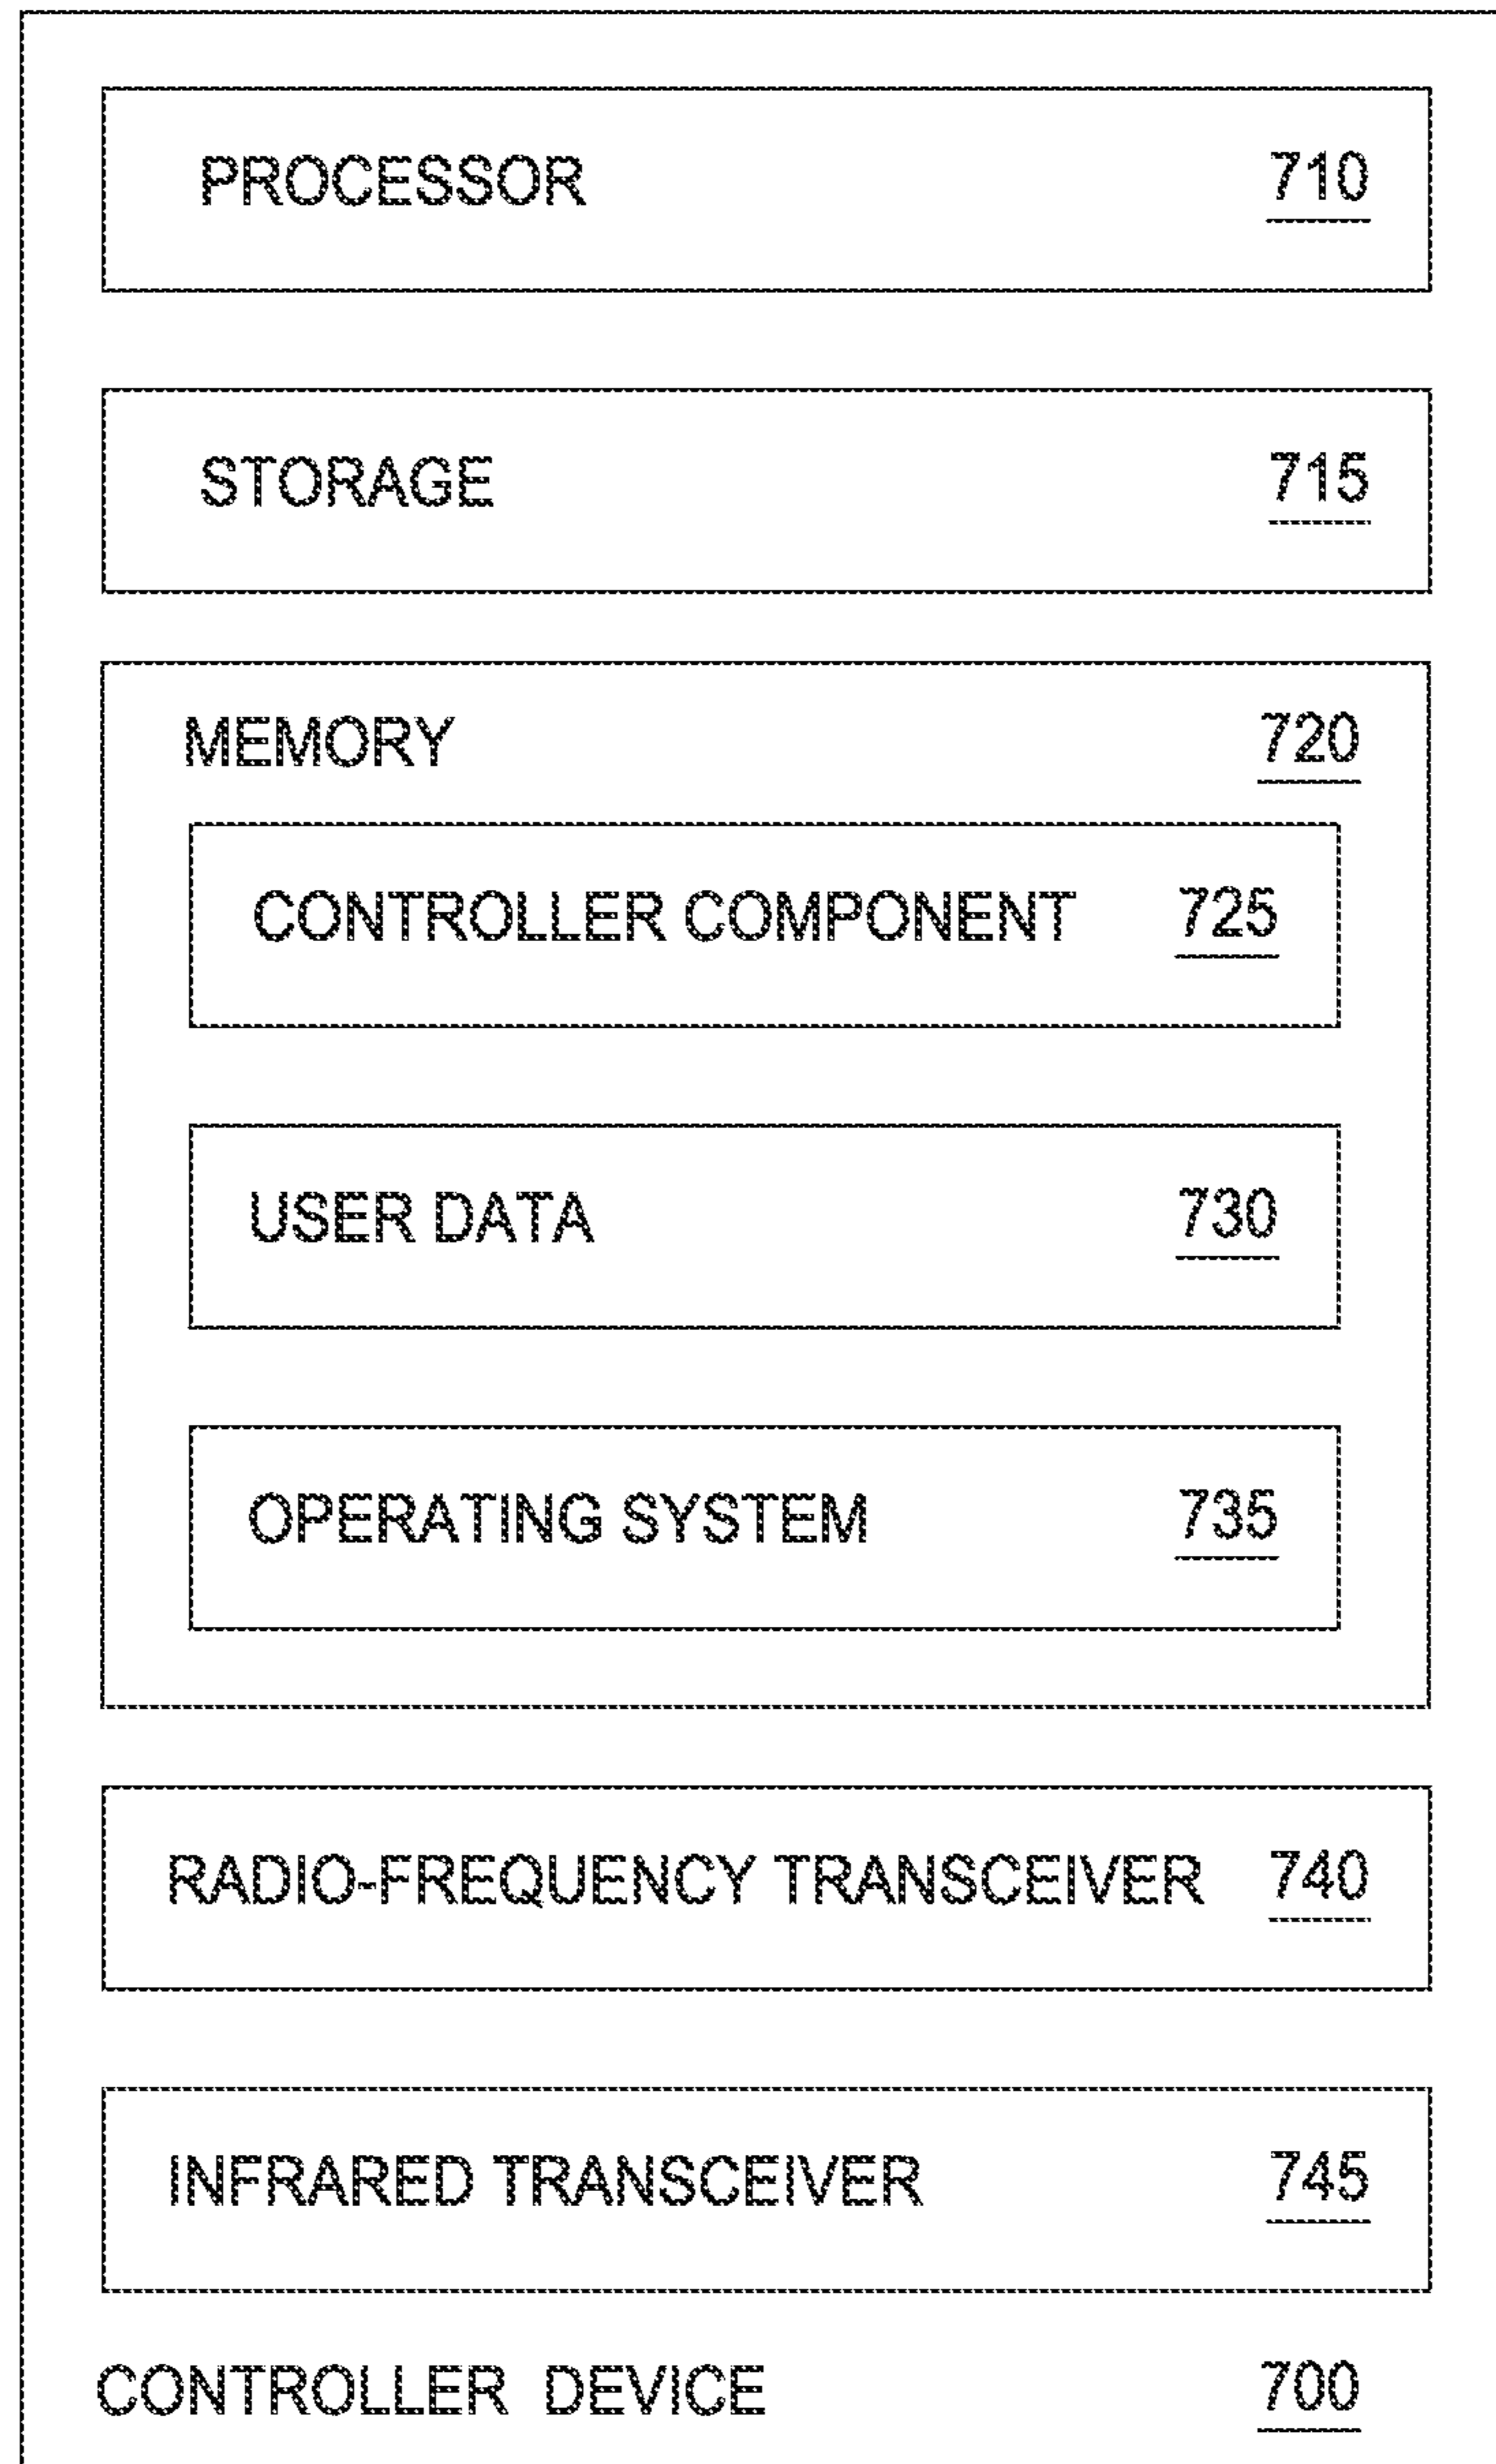 PROCESSOR 710
STORAGE 715
MEMORY 720
CONTROLLER COMPONENT 725
USER DATA 730
OPERATING SYSTEM 735
RADIO-FREQUENCY TRANSCEIVER 740
INFRARED TRANSCEIVER 745
CONTROLLER DEVICE 700